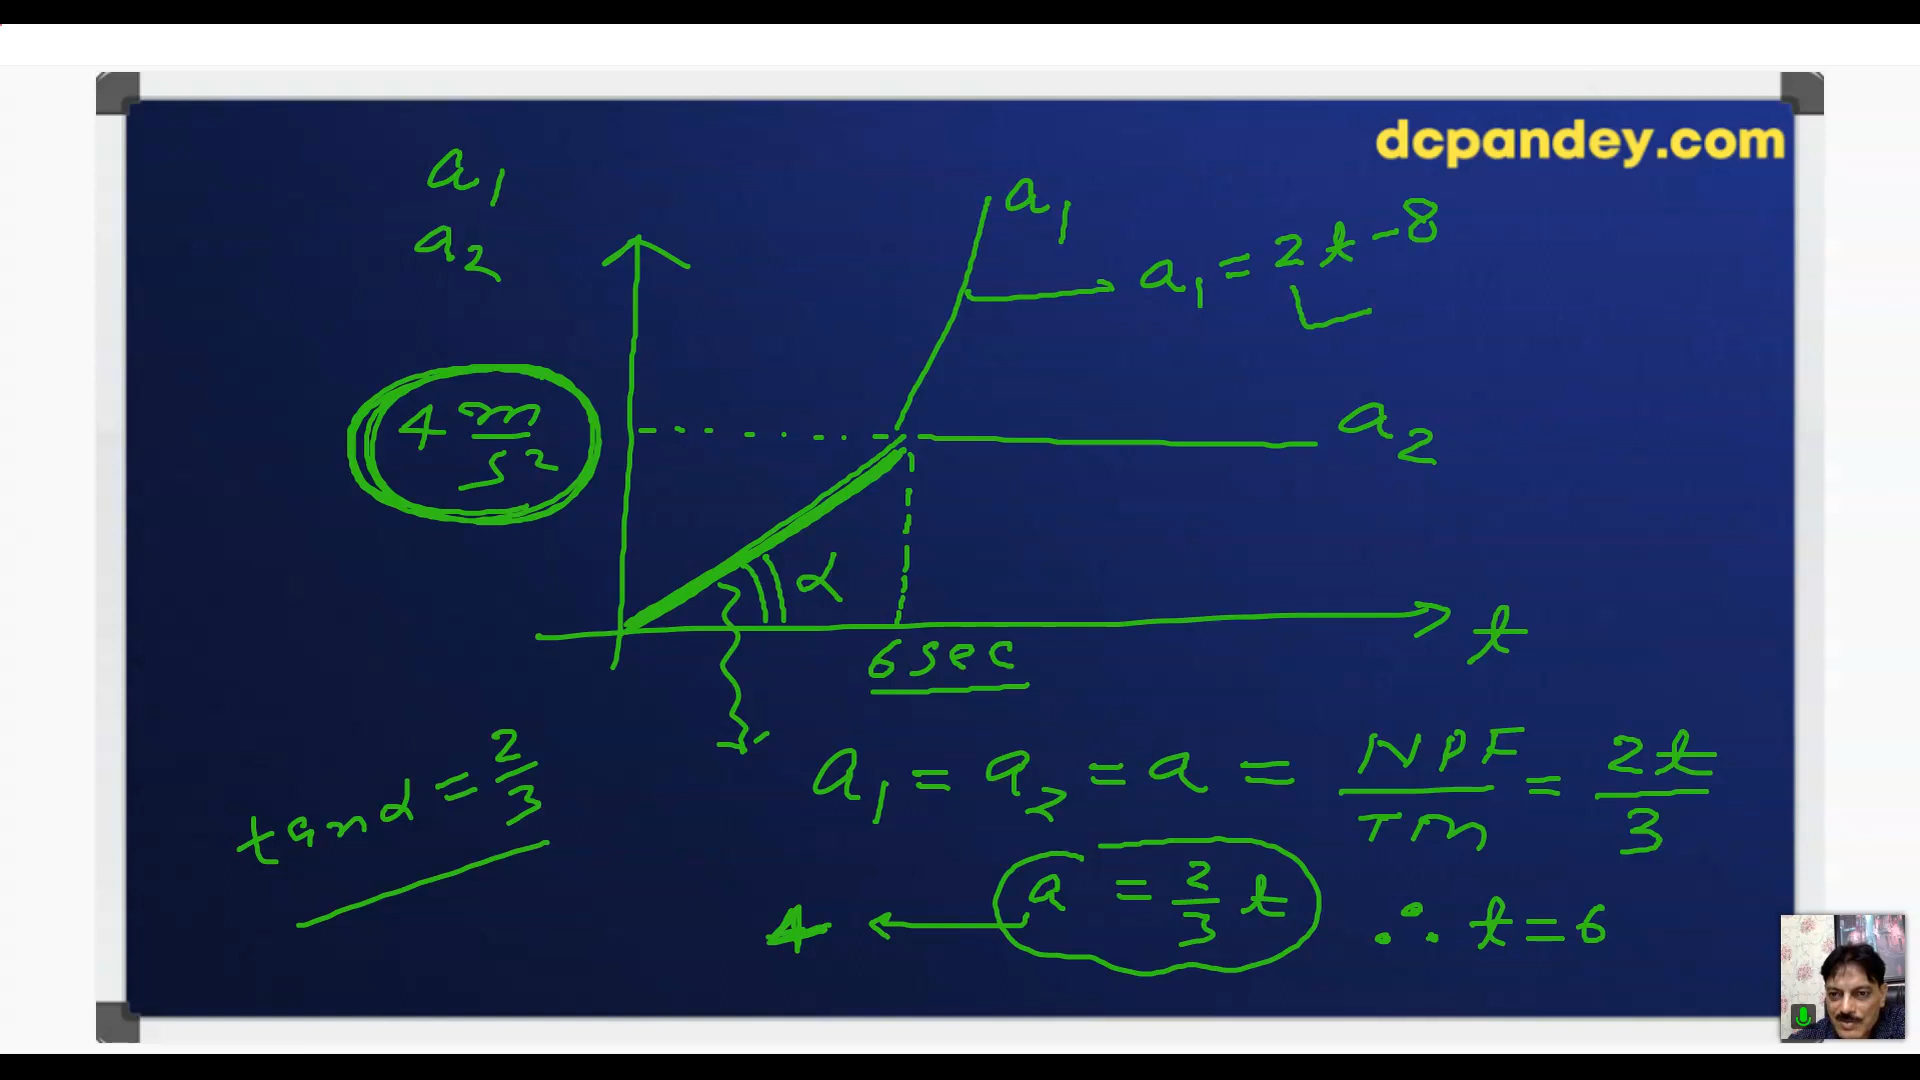 dcpandey.com
a1
a2
a1
a1 = 2t - 8
4 m/s²
a2
α
t
6 sec
tan α = 2/3
a1 = a2 = a = NPF/TM = 2t/3
4 ← a = 2/3 t ∴ t = 6